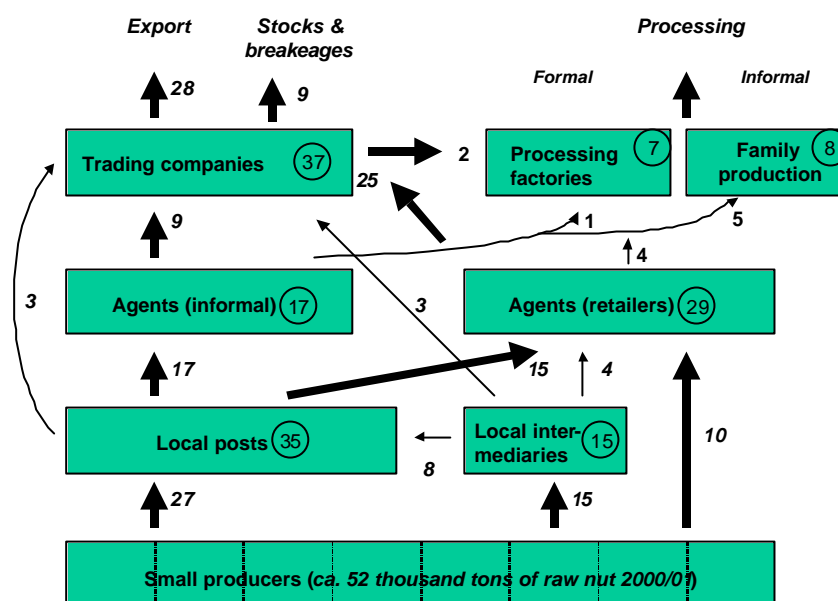 Export
Stocks &
breakeages
Processing
Formal
Informal
28
9
Trading companies 37
2
Processing
factories
7
Family
production
8
25
9
1
5
4
3
Agents (informal) 17
3
Agents (retailers) 29
17
15
4
Local posts 35
8
Local inter-
mediaries
15
10
27
15
Small producers (ca. 52 thousand tons of raw nut 2000/01)